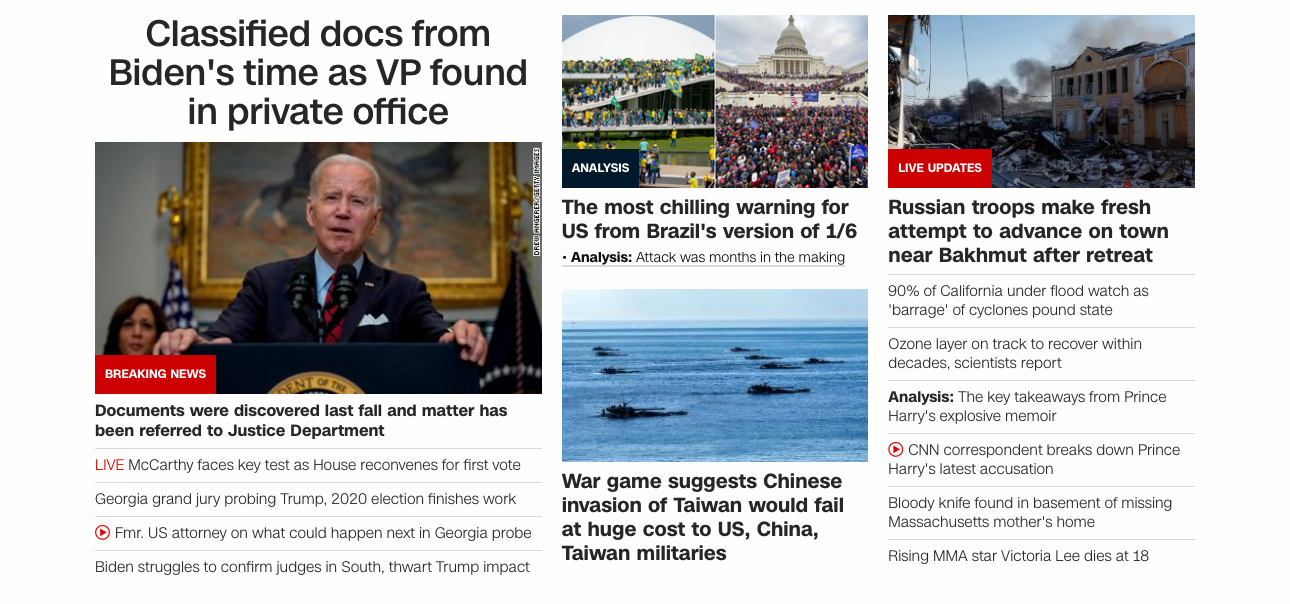 Classified docs from
Biden's time as VP found
in private office
DREW ANGERER/GETTY IMAGES
BREAKING NEWS
Documents were discovered last fall and matter has
been referred to Justice Department
LIVE McCarthy faces key test as House reconvenes for first vote
Georgia grand jury probing Trump, 2020 election finishes work
Fmr. US attorney on what could happen next in Georgia probe
Biden struggles to confirm judges in South, thwart Trump impact
ANALYSIS
The most chilling warning for
US from Brazil's version of 1/6
• Analysis: Attack was months in the making
War game suggests Chinese
invasion of Taiwan would fail
at huge cost to US, China,
Taiwan militaries
LIVE UPDATES
Russian troops make fresh
attempt to advance on town
near Bakhmut after retreat
90% of California under flood watch as
'barrage' of cyclones pound state
Ozone layer on track to recover within
decades, scientists report
Analysis: The key takeaways from Prince
Harry's explosive memoir
CNN correspondent breaks down Prince
Harry's latest accusation
Bloody knife found in basement of missing
Massachusetts mother's home
Rising MMA star Victoria Lee dies at 18